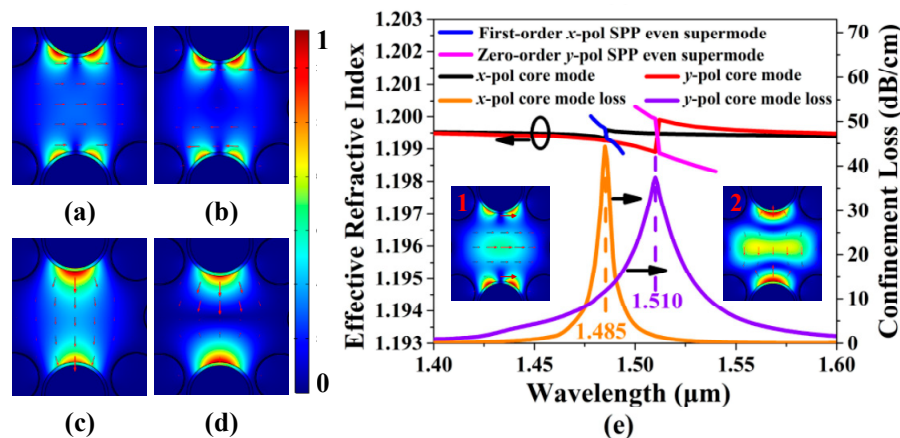 1
0
(a)
(b)
(c)
(d)
Effective Refractive Index
1.203
1.202
1.201
1.200
1.199
1.198
1.197
1.196
1.195
1.194
1.193
First-order x-pol SPP even supermode
Zero-order y-pol SPP even supermode
x-pol core mode
y-pol core mode
x-pol core mode loss
y-pol core mode loss
1
2
1.485
1.510
70
60
50
40
30
20
10
0
Confinement Loss (dB/cm)
1.40
1.45
1.50
1.55
1.60
Wavelength (µm)
(e)